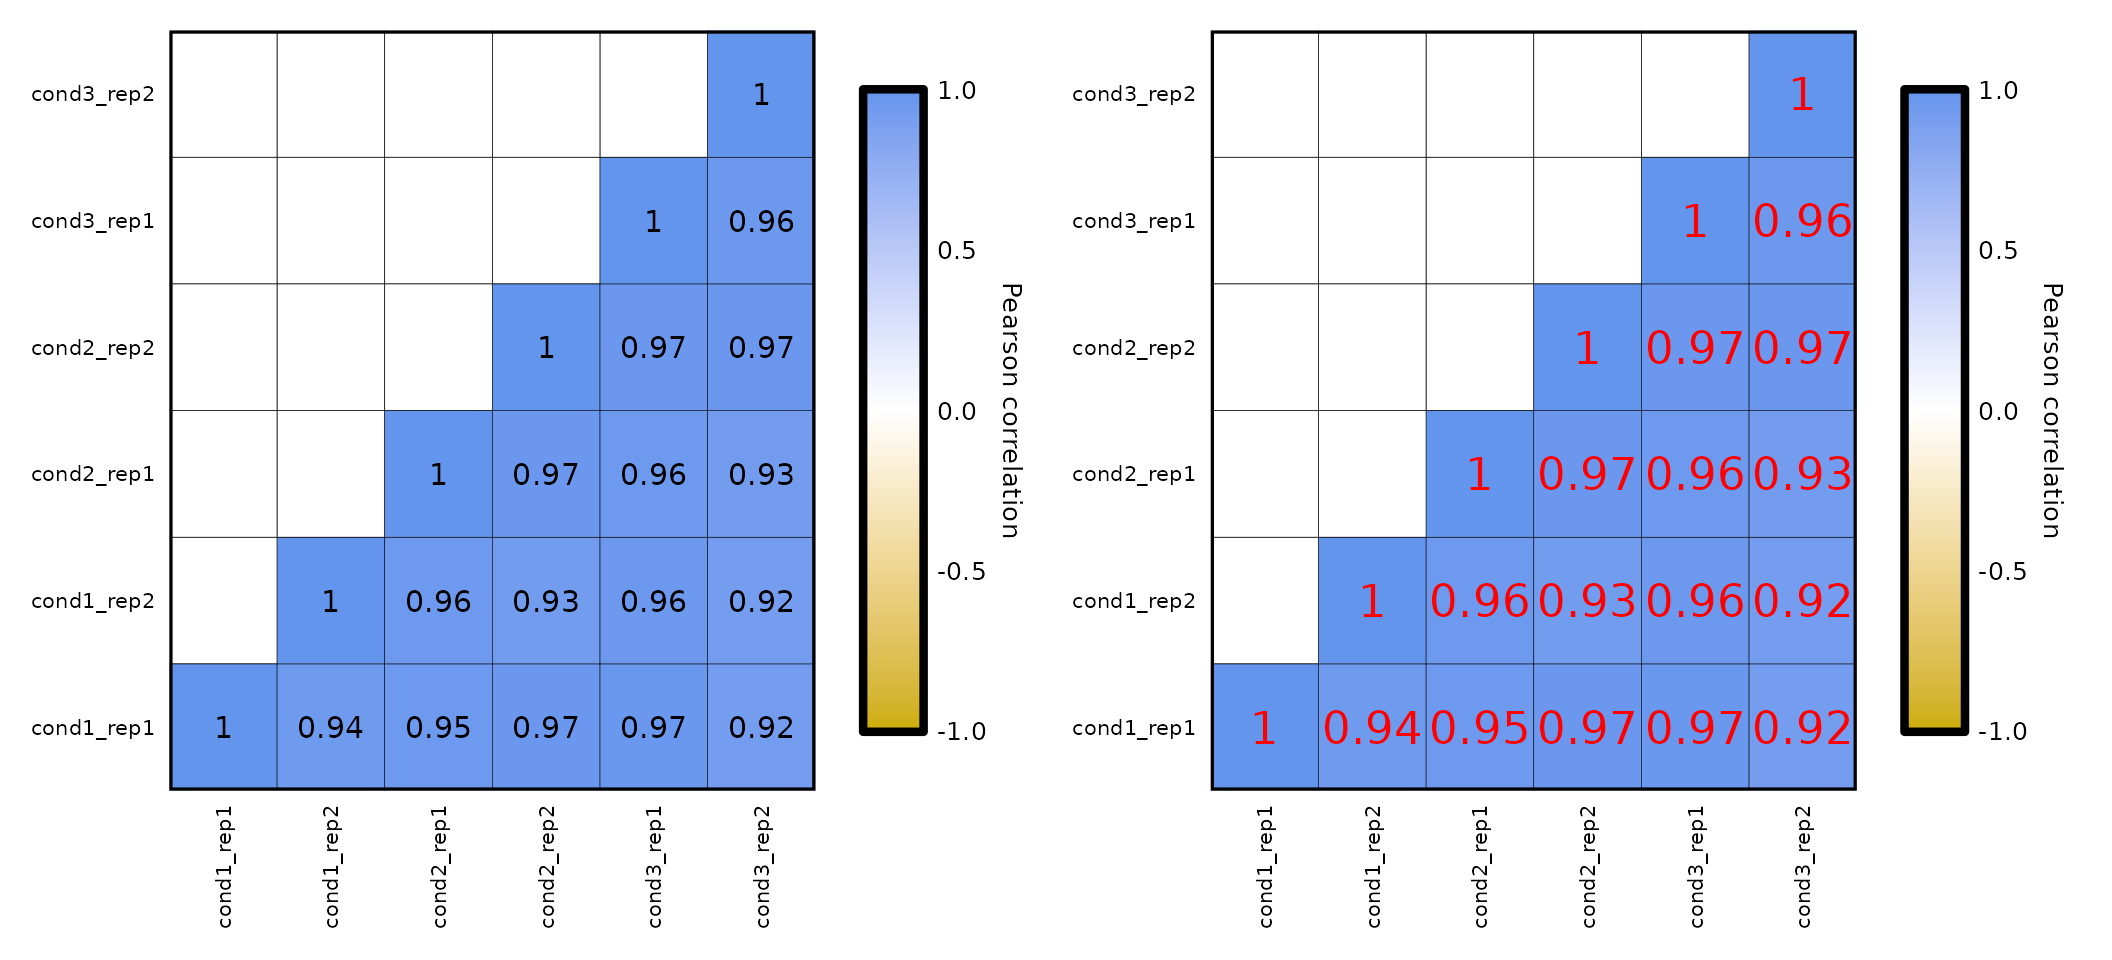 cond3_rep2
1
cond3_rep1
1 0.96
cond2_rep2
1 0.97 0.97
cond2_rep1
1 0.97 0.96 0.93
cond1_rep2
1 0.96 0.93 0.96 0.92
cond1_rep1
1 0.94 0.95 0.97 0.97 0.92
cond1_rep1
cond1_rep2
cond2_rep1
cond2_rep2
cond3_rep1
cond3_rep2
1.0
0.5
0.0
-0.5
-1.0
Pearson correlation
cond3_rep2
1
cond3_rep1
1 0.96
cond2_rep2
1 0.97 0.97
cond2_rep1
1 0.97 0.96 0.93
cond1_rep2
1 0.96 0.93 0.96 0.92
cond1_rep1
1 0.94 0.95 0.97 0.97 0.92
cond1_rep1
cond1_rep2
cond2_rep1
cond2_rep2
cond3_rep1
cond3_rep2
1.0
0.5
0.0
-0.5
-1.0
Pearson correlation